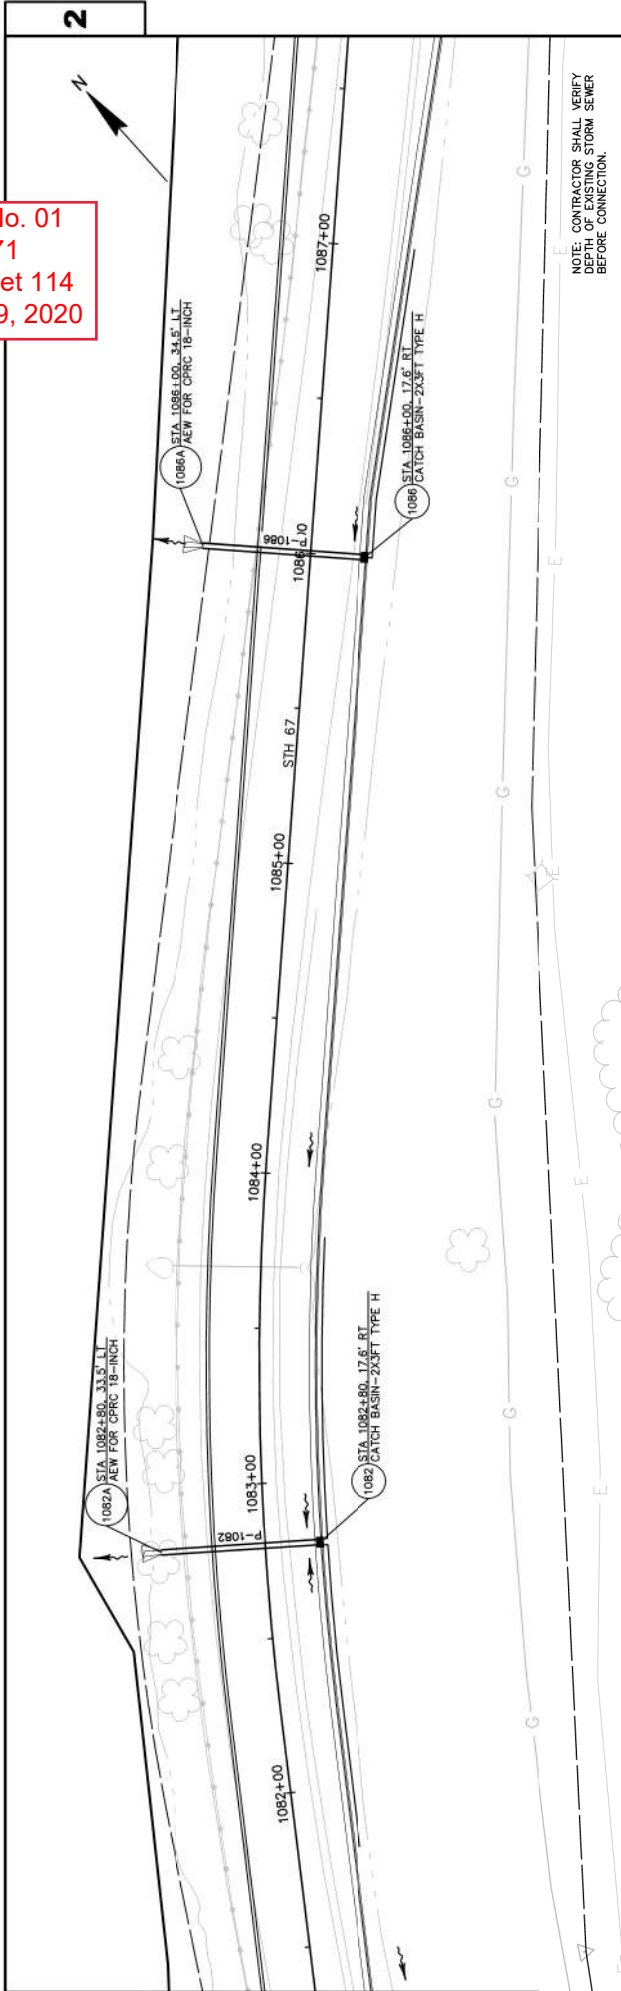 2
N
No. 01
71
et 114
9, 2020
1087+00
NOTE: CONTRACTOR SHALL VERIFY
DEPTH OF EXISTING STORM SEWER
BEFORE CONNECTION.
1086A
STA 1086+00, 34.5' LT
AEW FOR CPRC 18-INCH
1086
STA 1086+00, 17.6' RT
CATCH BASIN-2X3FT TYPE H
P-1086
STH 67
1085+00
1084+00
1082A
STA 1082+80, 33.5' LT
AEW FOR CPRC 18-INCH
1082
STA 1082+80, 17.6' RT
CATCH BASIN-2X3FT TYPE H
1083+00
P-1082
1082+00
G
G
G
G
G
G
E
E
E
E
E